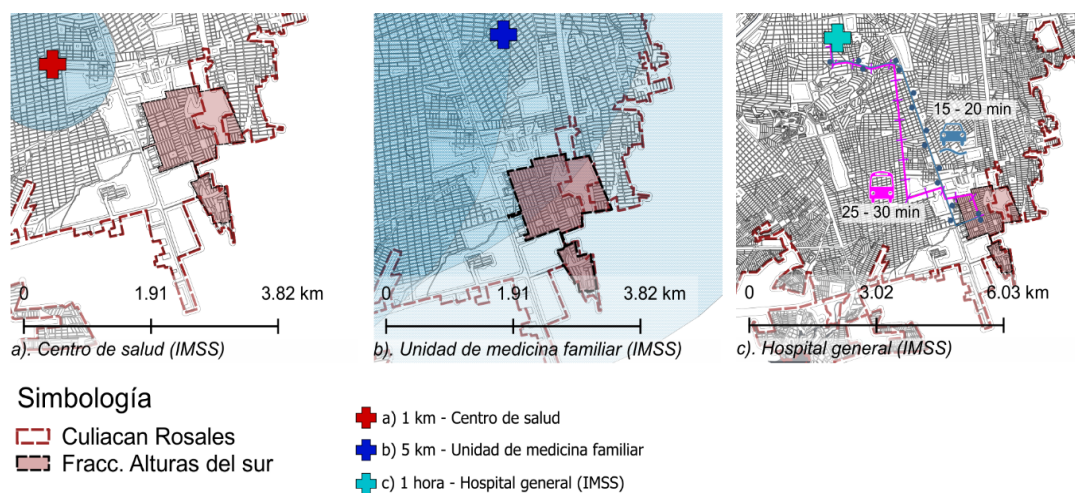 15 - 20 min
25 - 30 min
0 1.91 3.82 km
a). Centro de salud (IMSS)
0 1.91 3.82 km
b). Unidad de medicina familiar (IMSS)
0 3.02 6.03 km
c). Hospital general (IMSS)
Simbología
Culiacan Rosales
Fracc. Alturas del sur
a) 1 km - Centro de salud
b) 5 km - Unidad de medicina familiar
c) 1 hora - Hospital general (IMSS)